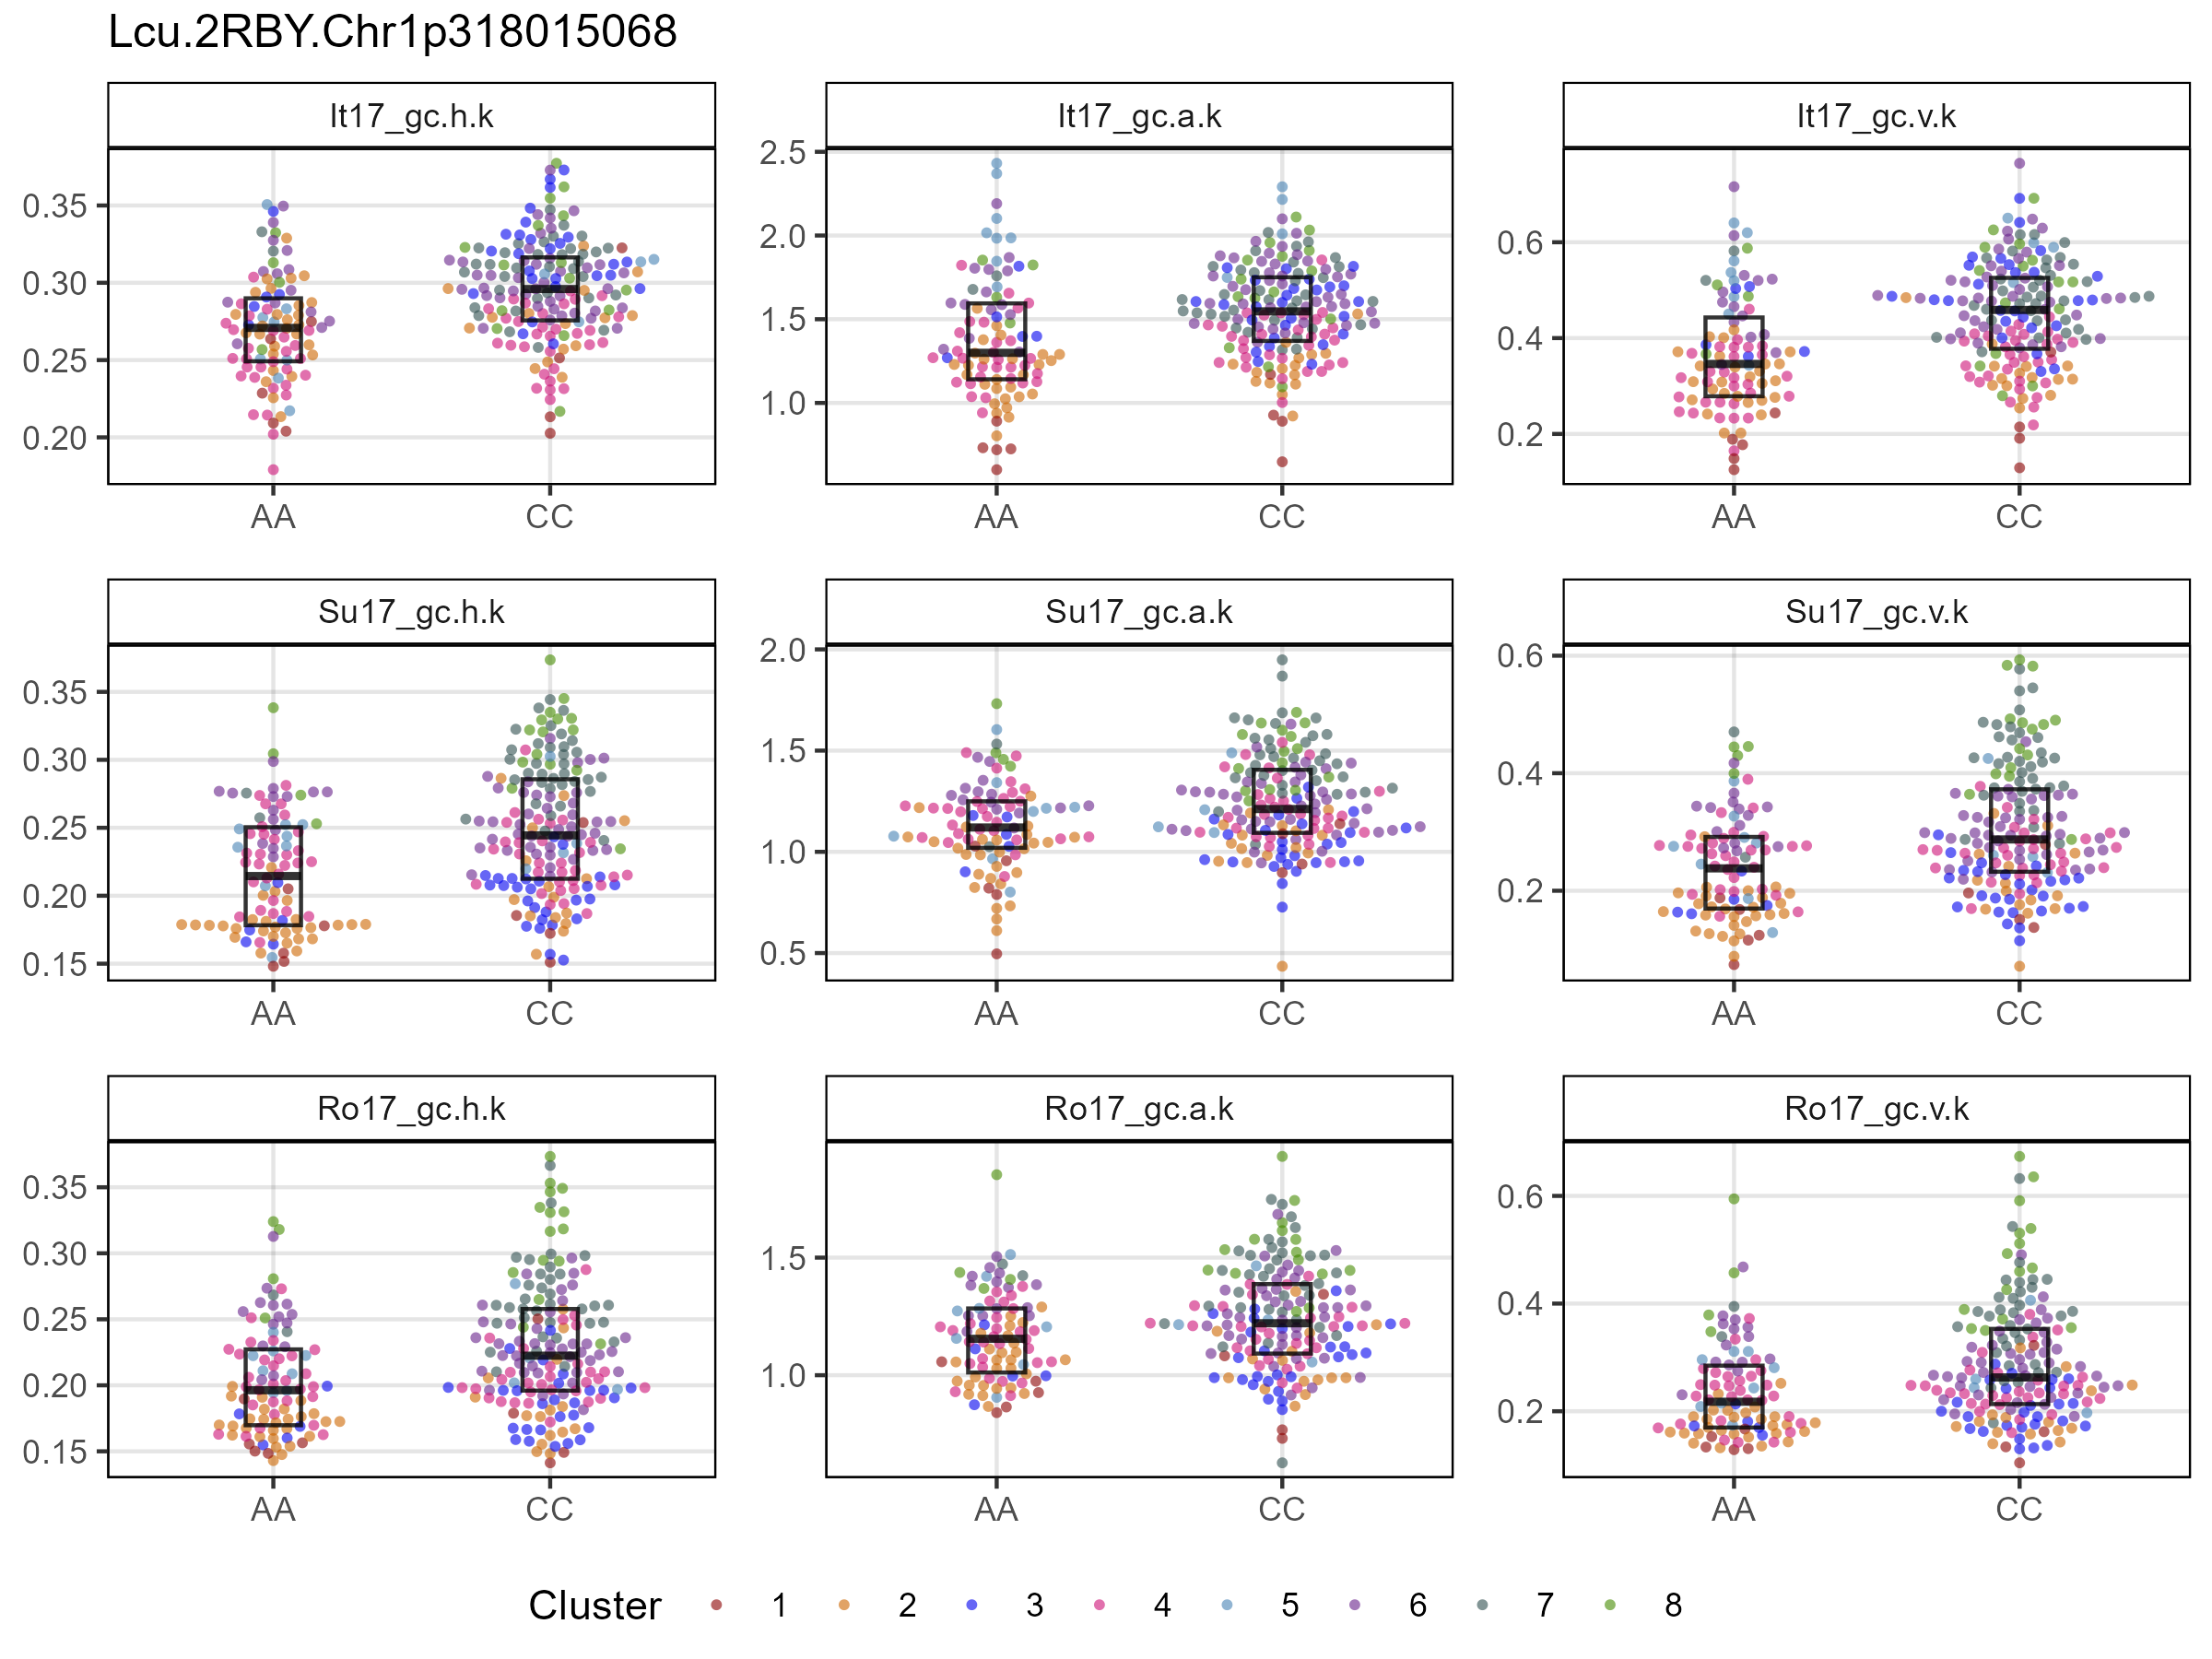 Lcu.2RBY.Chr1p318015068
It17_gc.h.k
It17_gc.a.k
It17_gc.v.k
0.35
0.30
0.25
0.20
AA
CC
2.5
2.0
1.5
1.0
AA
CC
0.6
0.4
0.2
AA
CC
Su17_gc.h.k
Su17_gc.a.k
Su17_gc.v.k
0.35
0.30
0.25
0.20
0.15
AA
CC
2.0
1.5
1.0
0.5
AA
CC
0.6
0.4
0.2
AA
CC
Ro17_gc.h.k
Ro17_gc.a.k
Ro17_gc.v.k
0.35
0.30
0.25
0.20
0.15
AA
CC
1.5
1.0
AA
CC
0.6
0.4
0.2
AA
CC
Cluster 1 2 3 4 5 6 7 8